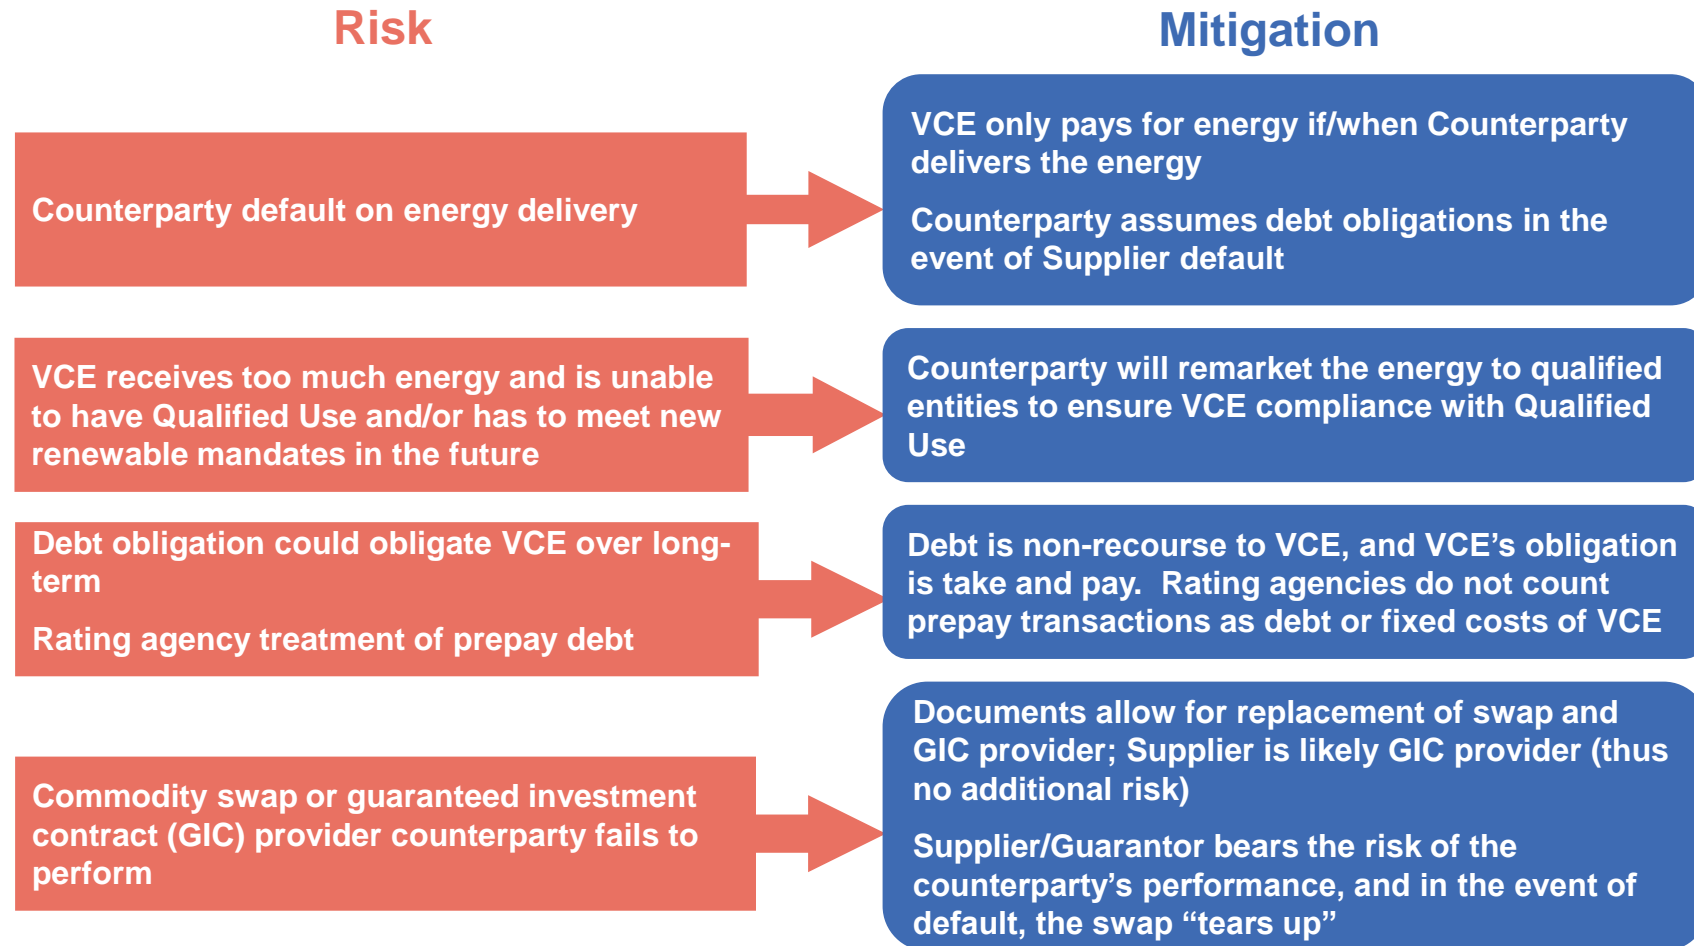 Risk
Mitigation
Counterparty default on energy delivery
VCE only pays for energy if/when Counterparty
delivers the energy
Counterparty assumes debt obligations in the
event of Supplier default
VCE receives too much energy and is unable
to have Qualified Use and/or has to meet new
renewable mandates in the future
Counterparty will remarket the energy to qualified
entities to ensure VCE compliance with Qualified
Use
Debt obligation could obligate VCE over long-
term
Rating agency treatment of prepay debt
Debt is non-recourse to VCE, and VCE’s obligation
is take and pay.  Rating agencies do not count
prepay transactions as debt or fixed costs of VCE
Commodity swap or guaranteed investment
contract (GIC) provider counterparty fails to
perform
Documents allow for replacement of swap and
GIC provider; Supplier is likely GIC provider (thus
no additional risk)
Supplier/Guarantor bears the risk of the
counterparty’s performance, and in the event of
default, the swap “tears up”